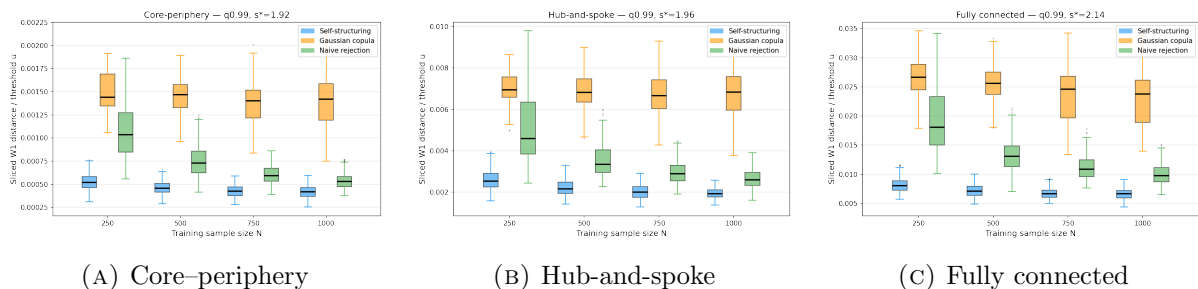 Core-periphery — q0.99, s*=1.92
Self-structuring
Gaussian copula
Naive rejection
Sliced W1 distance / threshold u
0.00225
0.00200
0.00175
0.00150
0.00125
0.00100
0.00075
0.00050
0.00025
250
500
750
1000
Training sample size N
(A) Core–periphery
Hub-and-spoke — q0.99, s*=1.96
Self-structuring
Gaussian copula
Naive rejection
Sliced W1 distance / threshold u
0.010
0.008
0.006
0.004
0.002
250
500
750
1000
Training sample size N
(B) Hub-and-spoke
Fully connected — q0.99, s*=2.14
Self-structuring
Gaussian copula
Naive rejection
Sliced W1 distance / threshold u
0.035
0.030
0.025
0.020
0.015
0.010
0.005
250
500
750
1000
Training sample size N
(C) Fully connected